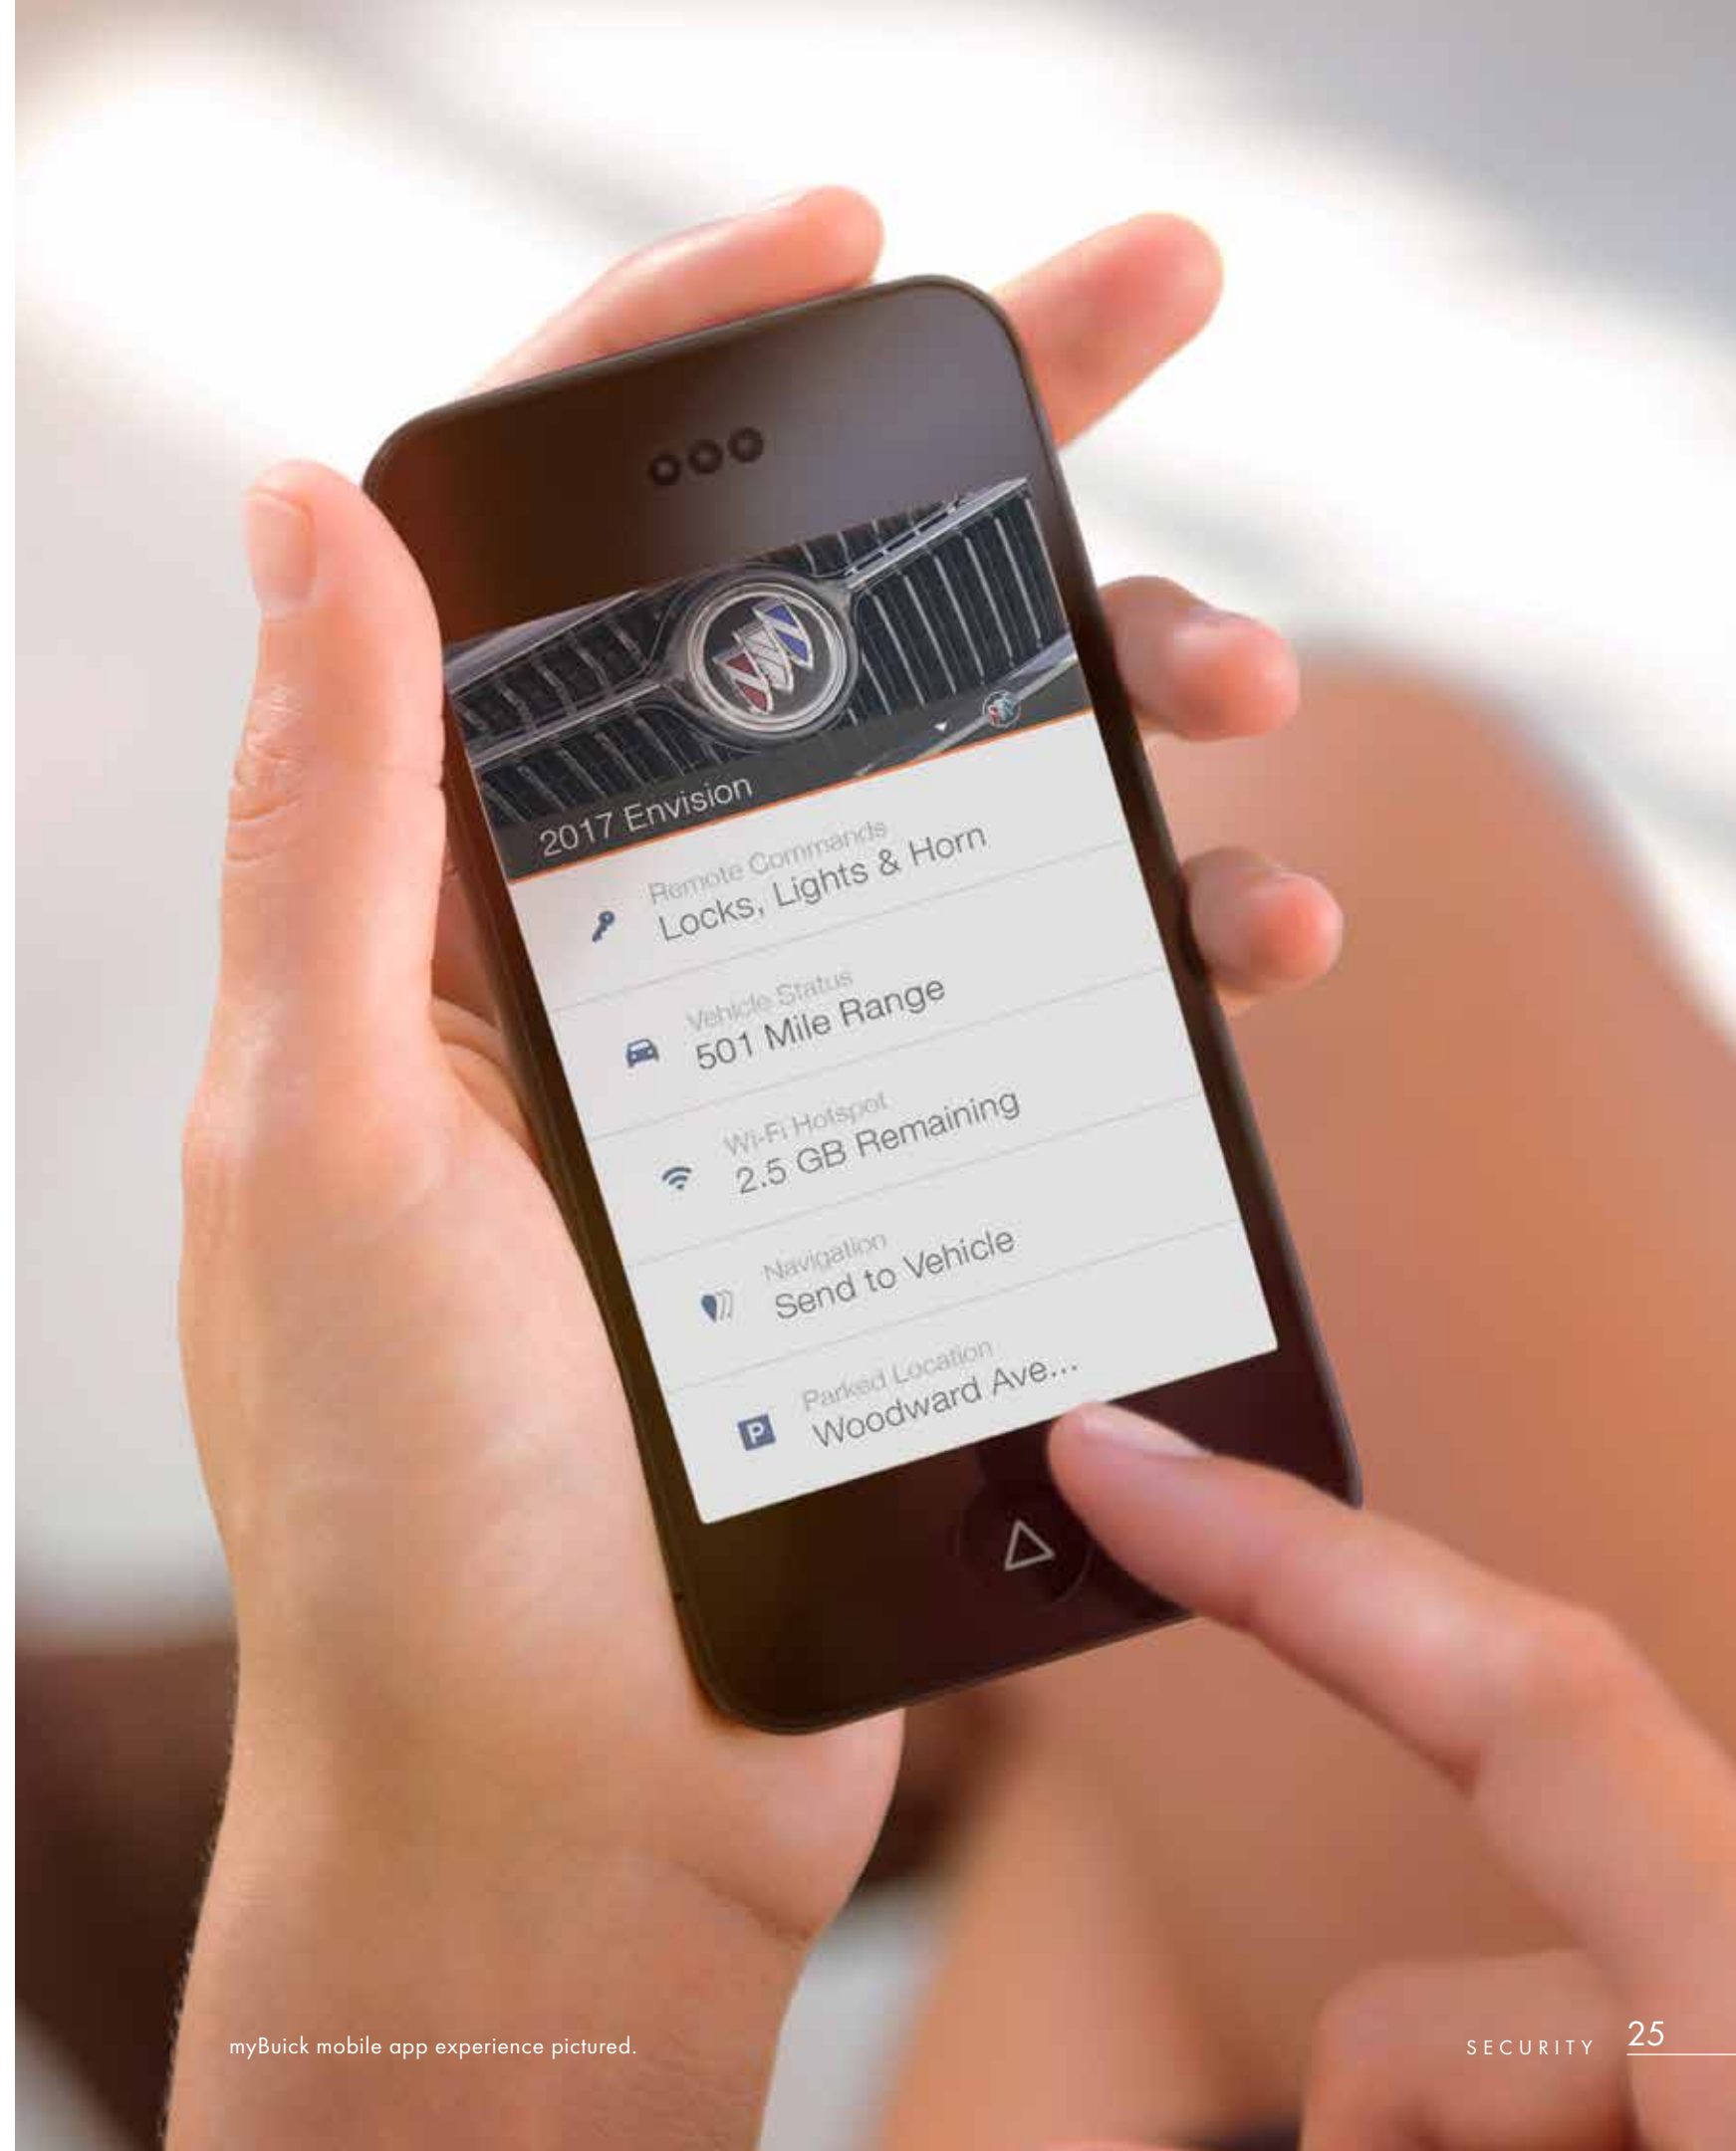 2017 Envision
Remote Commands
Locks, Lights & Horn
Vehicle Status
501 Mile Range
Wi-Fi Hotspot
2.5 GB Remaining
Navigation
Send to Vehicle
P
Parked Location
Woodward Ave...
myBuick mobile app experience pictured.
SECURITY 25